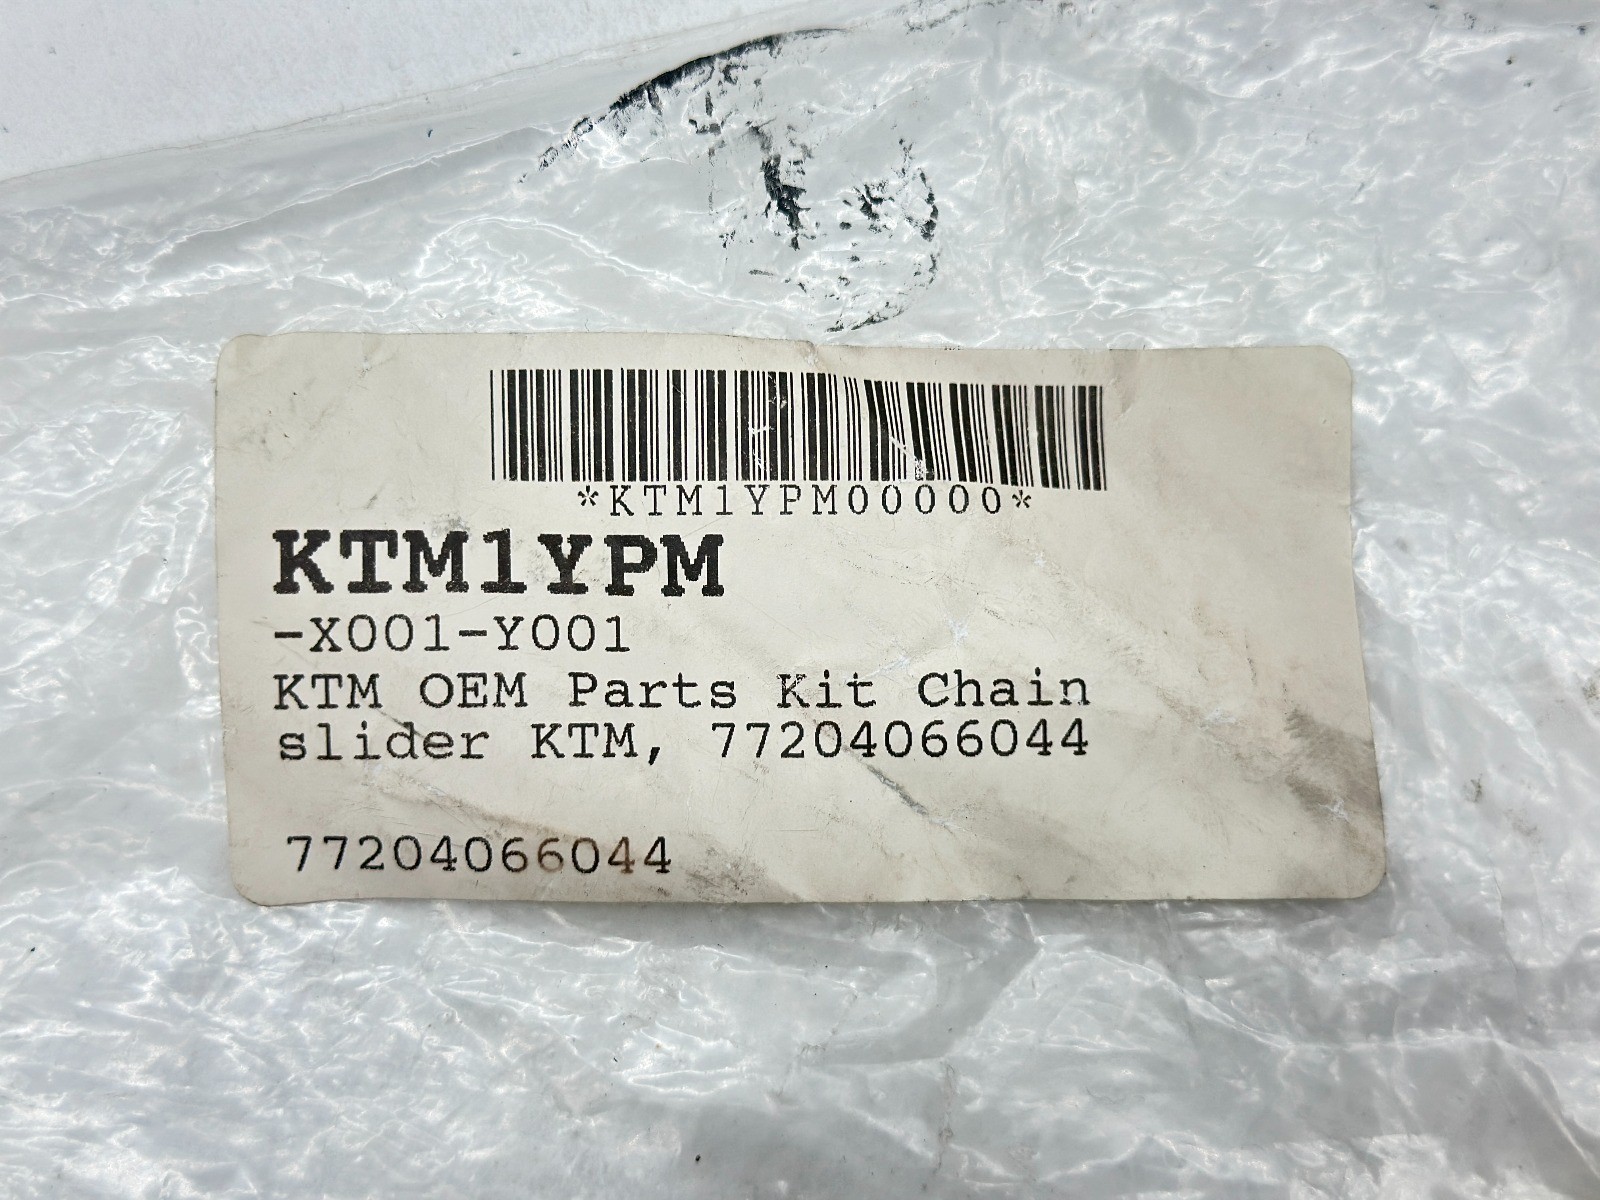 *KTM1YPM00000*
KTM1YPM
-X001-Y001
KTM OEM Parts Kit Chain
slider KTM, 77204066044
77204066044